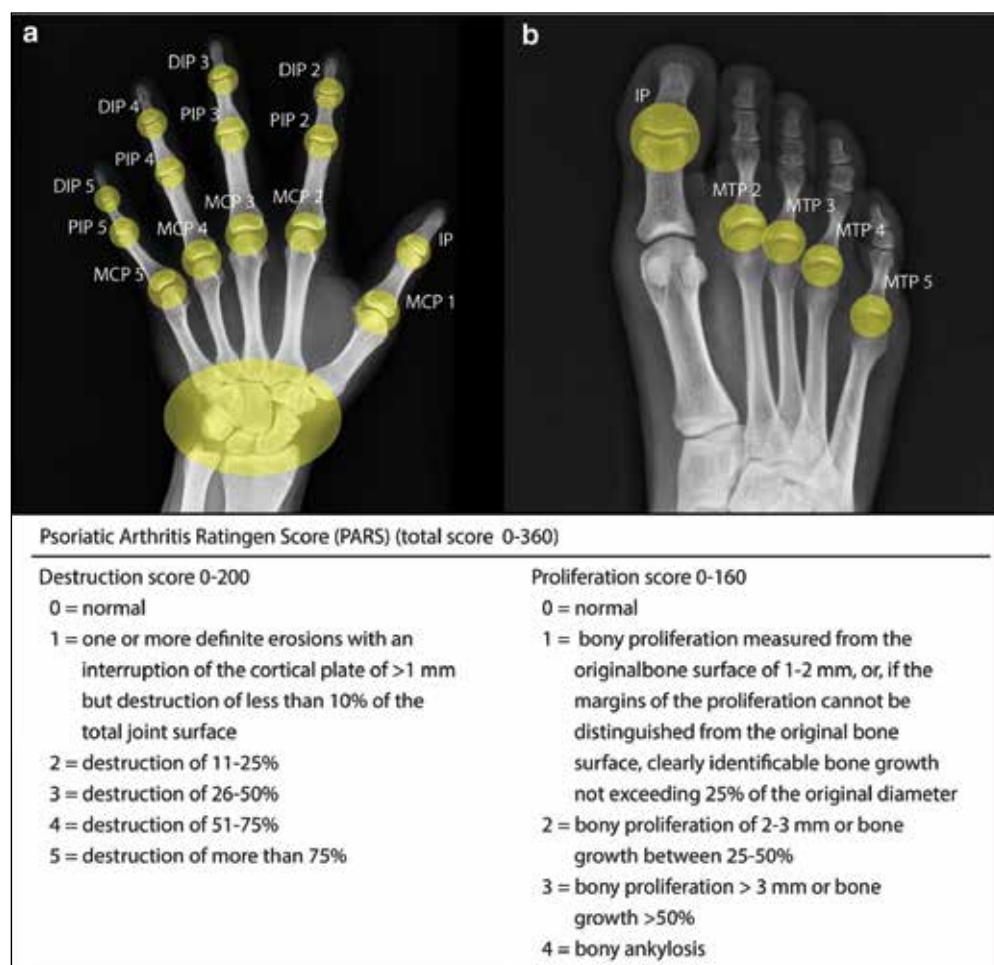 a
b
DIP 3
DIP 2
DIP 4
PIP 3
PIP 2
IP
PIP 4
DIP 5
MCP 3
MCP 2
MTP 2
PIP 5
MCP 4
MTP 3
IP
MTP 4
MCP 5
MCP 1
MTP 5
Psoriatic Arthritis Ratingen Score (PARS) (total score 0-360)
Destruction score 0-200
0 = normal
1 = one or more definite erosions with an
interruption of the cortical plate of >1 mm
but destruction of less than 10% of the
total joint surface
2 = destruction of 11-25%
3 = destruction of 26-50%
4 = destruction of 51-75%
5 = destruction of more than 75%
Proliferation score 0-160
0 = normal
1 = bony proliferation measured from the
originalbone surface of 1-2 mm, or, if the
margins of the proliferation cannot be
distinguished from the original bone
surface, clearly identificable bone growth
not exceeding 25% of the original diameter
2 = bony proliferation of 2-3 mm or bone
growth between 25-50%
3 = bony proliferation > 3 mm or bone
growth >50%
4 = bony ankylosis